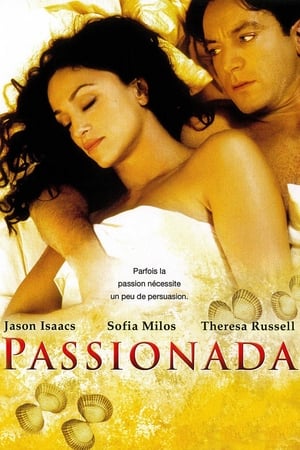 Parfois la
passion nécessite
un peu de persuasion.
Jason Isaacs Sofia Milos Theresa Russell
PASSIONADA